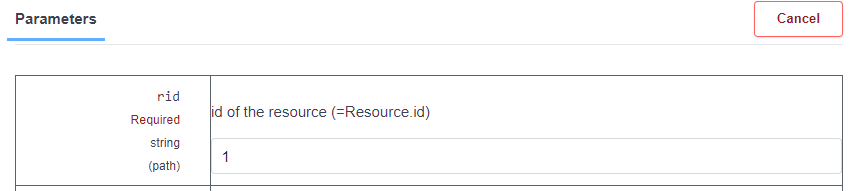 Parameters
Cancel
rid
Required
string
(path)
id of the resource (=Resource.id)
1